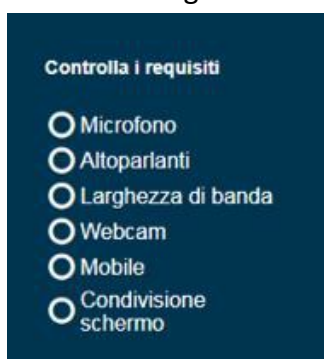 Controlla i requisiti
Microfono
Altoparlanti
Larghezza di banda
Webcam
Mobile
Condivisione
schermo